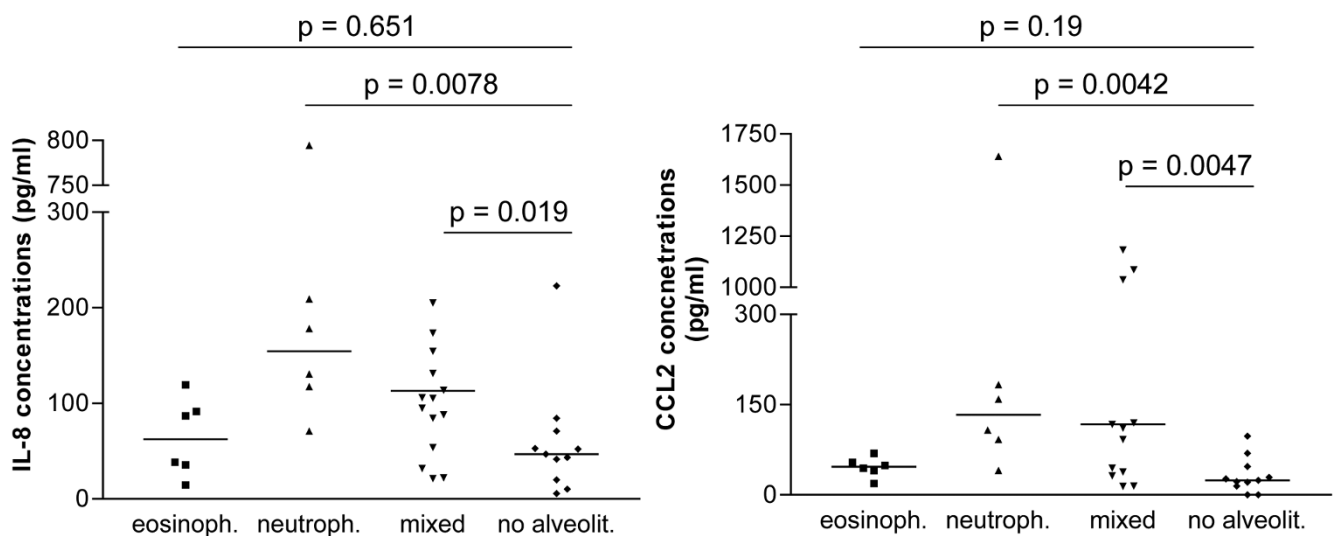 p = 0.651
p = 0.0078
p = 0.019
IL-8 concentrations (pg/ml)
800
750
300
200
100
0
eosinoph. neutroph. mixed no alveolit.
p = 0.19
p = 0.0042
p = 0.0047
CCL2 concnetrations
(pg/ml)
1750
1500
1250
1000
300
150
0
eosinoph. neutroph. mixed no alveolit.